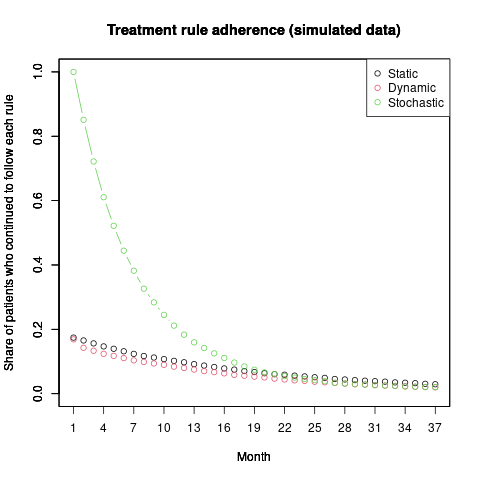 Treatment rule adherence (simulated data)
Share of patients who continued to follow each rule
1.0
0.8
0.6
0.4
0.2
0.0
Static
Dynamic
Stochastic
1 4 7 10 13 16 19 22 25 28 31 34 37
Month